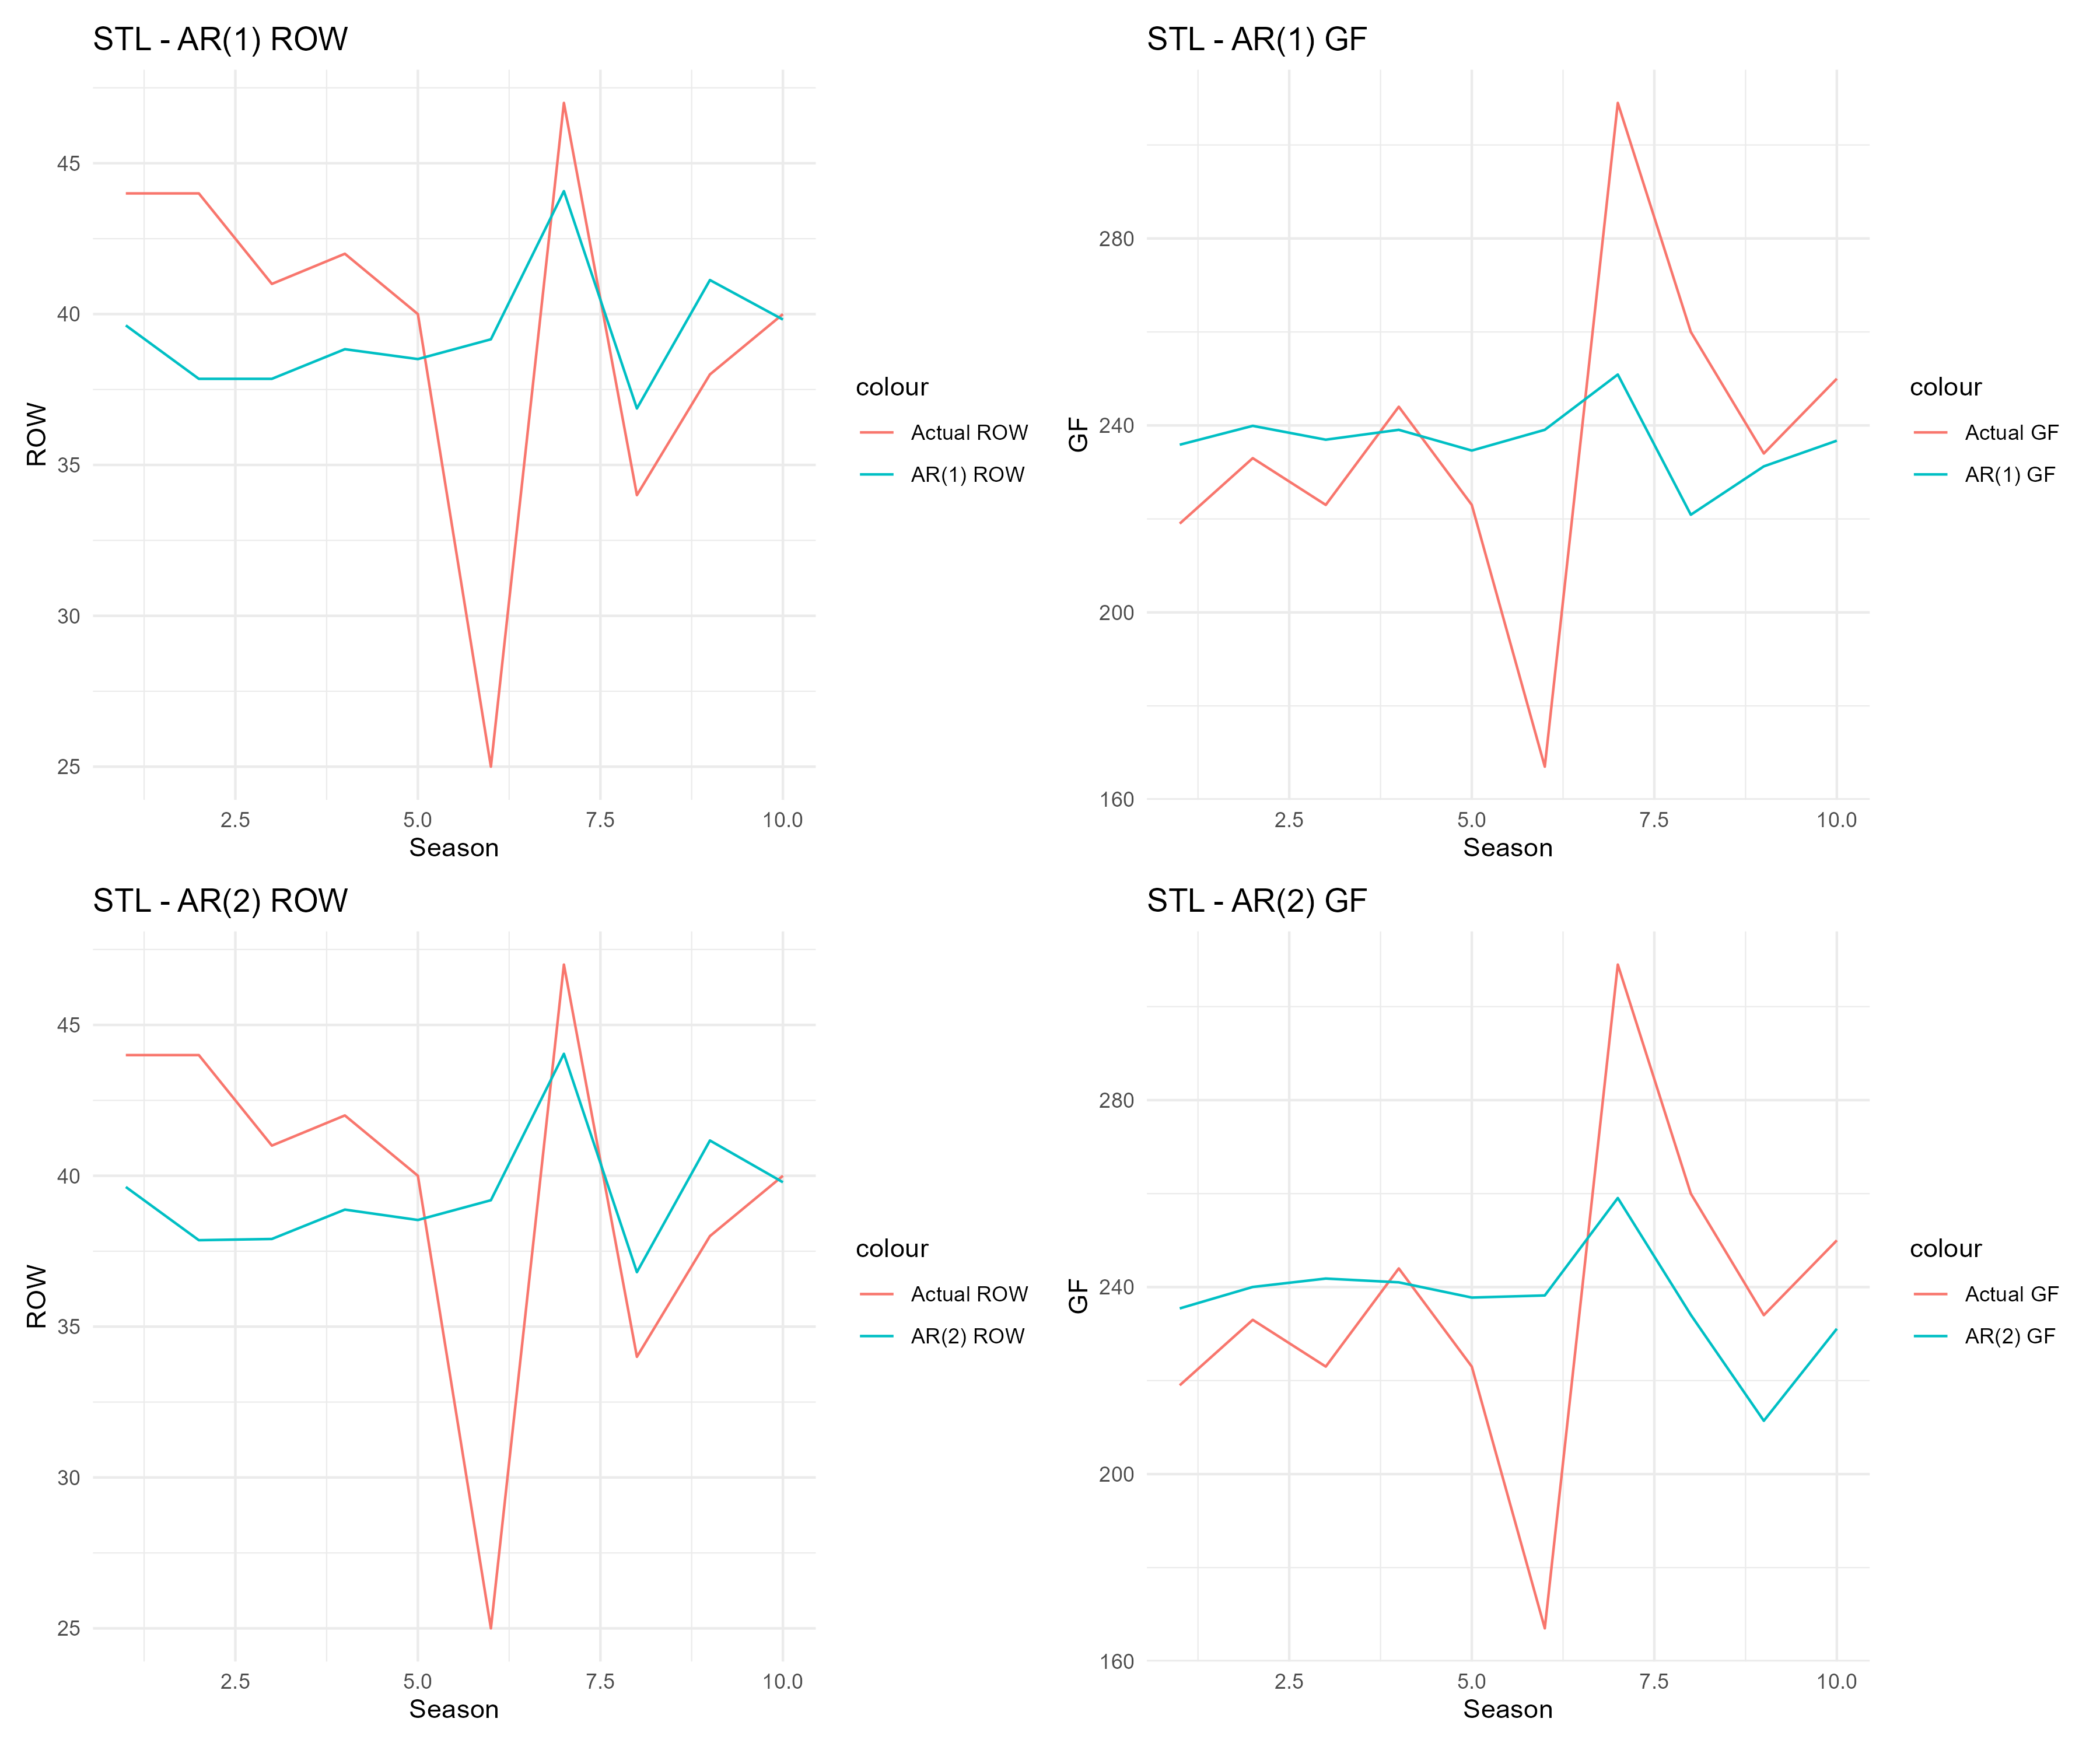 STL - AR(1) ROW
ROW
45
40
35
30
25
2.5
5.0
7.5
10.0
Season
colour
Actual ROW
AR(1) ROW
STL - AR(1) GF
GF
280
240
200
160
2.5
5.0
7.5
10.0
Season
colour
Actual GF
AR(1) GF
STL - AR(2) ROW
ROW
45
40
35
30
25
2.5
5.0
7.5
10.0
Season
colour
Actual ROW
AR(2) ROW
STL - AR(2) GF
GF
280
240
200
160
2.5
5.0
7.5
10.0
Season
colour
Actual GF
AR(2) GF